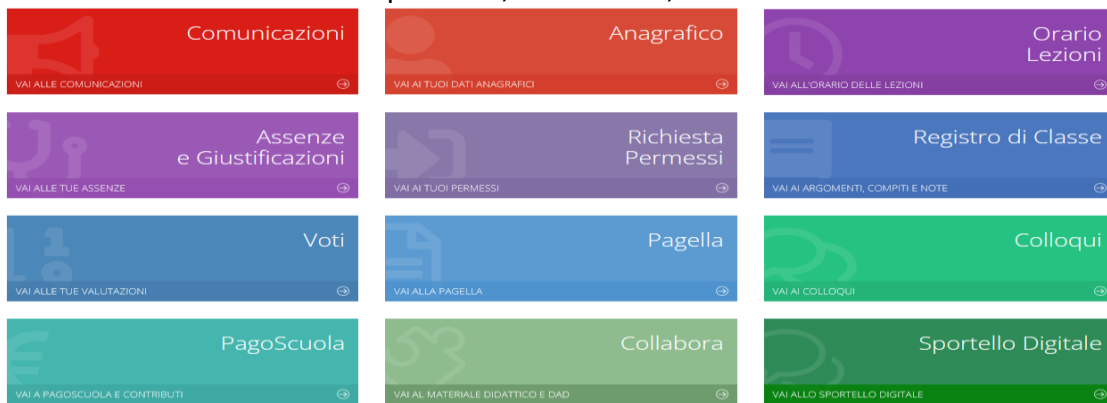 Comunicazioni
VAI ALLE COMUNICAZIONI
Anagrafico
VAI AI TUOI DATI ANAGRAFICI
Orario
Lezioni
VAI ALL'ORARIO DELLE LEZIONI
Assenze
e Giustificazioni
VAI ALLE TUE ASSENZE
Richiesta
Permessi
VAI AI TUOI PERMESSI
Registro di Classe
VAI AI ARGOMENTI, COMPITI E NOTE
Voti
VAI ALLE TUE VALUTAZIONI
Pagella
VAI ALLA PAGELLA
Colloqui
VAI AI COLLOQUI
PagoScuola
VAI A PAGOSCUOLA E CONTRIBUTI
Collabora
VAI AL MATERIALE DIDATTICO E DAD
Sportello Digitale
VAI ALLO SPORTELLO DIGITALE